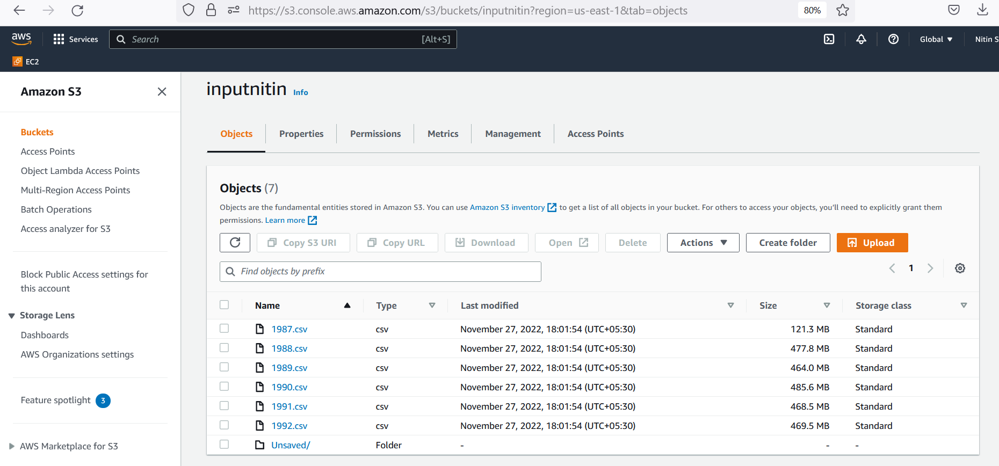 https://s3.console.aws.amazon.com/s3/buckets/inputnitin?region=us-east-1&tab=objects 80%
aws Services Search [Alt+S] Global Nitin S
EC2
Amazon S3
Buckets
Access Points
Object Lambda Access Points
Multi-Region Access Points
Batch Operations
Access analyzer for S3
Block Public Access settings for
this account
Storage Lens
Dashboards
AWS Organizations settings
Feature spotlight 3
AWS Marketplace for S3
inputnitin Info
Objects Properties Permissions Metrics Management Access Points
Objects (7)
Objects are the fundamental entities stored in Amazon S3. You can use Amazon S3 inventory to get a list of all objects in your bucket. For others to access your objects, you'll need to explicitly grant them
permissions. Learn more
Copy S3 URI Copy URL Download Open Delete Actions Create folder Upload
Find objects by prefix 1
Name Type Last modified Size Storage class
1987.csv csv November 27, 2022, 18:01:54 (UTC+05:30) 121.3 MB Standard
1988.csv csv November 27, 2022, 18:01:54 (UTC+05:30) 477.8 MB Standard
1989.csv csv November 27, 2022, 18:01:54 (UTC+05:30) 464.0 MB Standard
1990.csv csv November 27, 2022, 18:01:54 (UTC+05:30) 485.6 MB Standard
1991.csv csv November 27, 2022, 18:01:54 (UTC+05:30) 468.5 MB Standard
1992.csv csv November 27, 2022, 18:01:54 (UTC+05:30) 469.5 MB Standard
Unsaved/ Folder - - -